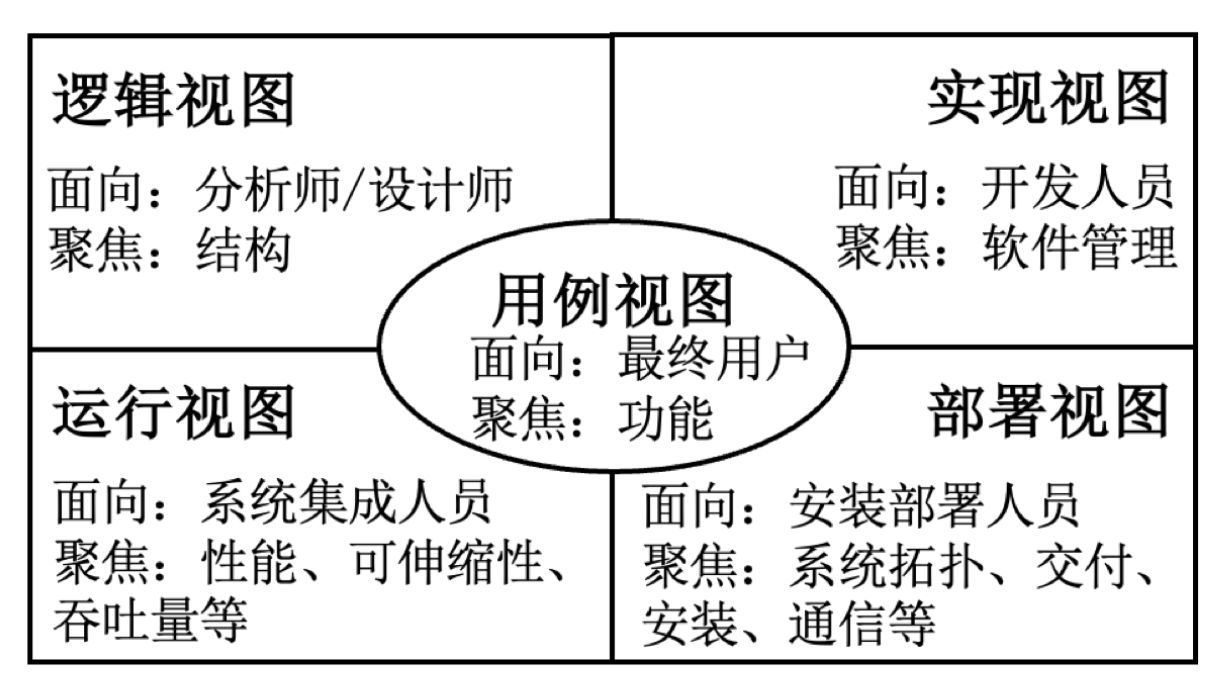 逻辑视图
面向：分析师/设计师
聚焦：结构
实现视图
面向：开发人员
聚焦：软件管理
用例视图
面向：最终用户
聚焦：功能
运行视图
面向：系统集成人员
聚焦：性能、可伸缩性、
吞吐量等
部署视图
面向：安装部署人员
聚焦：系统拓扑、交付、
安装、通信等